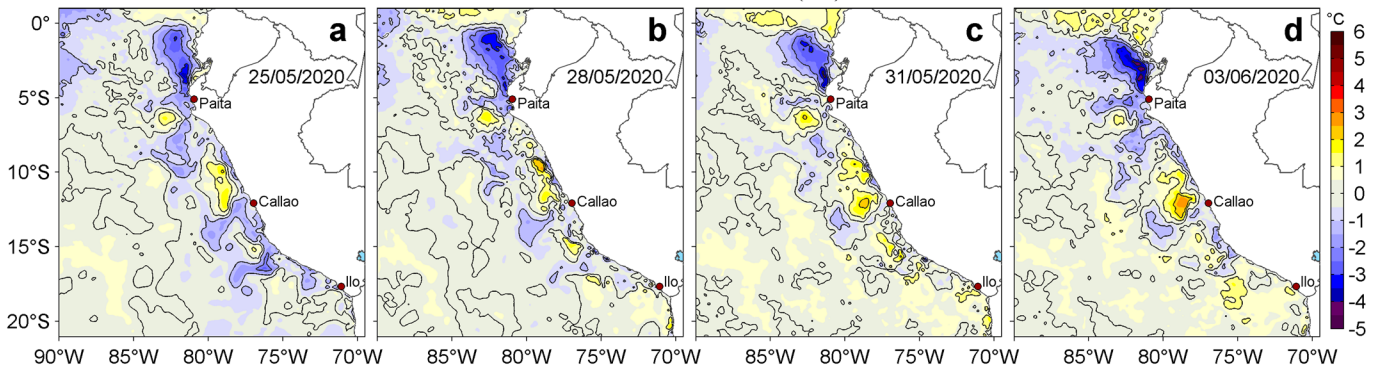 a
25/05/2020
Paita
Callao
Ilo
0°
5°S
10°S
15°S
20°S
90°W
85°W
80°W
75°W
70°W
b
28/05/2020
Paita
Callao
Ilo
85°W
80°W
75°W
70°W
c
31/05/2020
Paita
Callao
Ilo
85°W
80°W
75°W
70°W
d
03/06/2020
Paita
Callao
Ilo
85°W
80°W
75°W
70°W
°C
6
5
4
3
2
1
0
-1
-2
-3
-4
-5